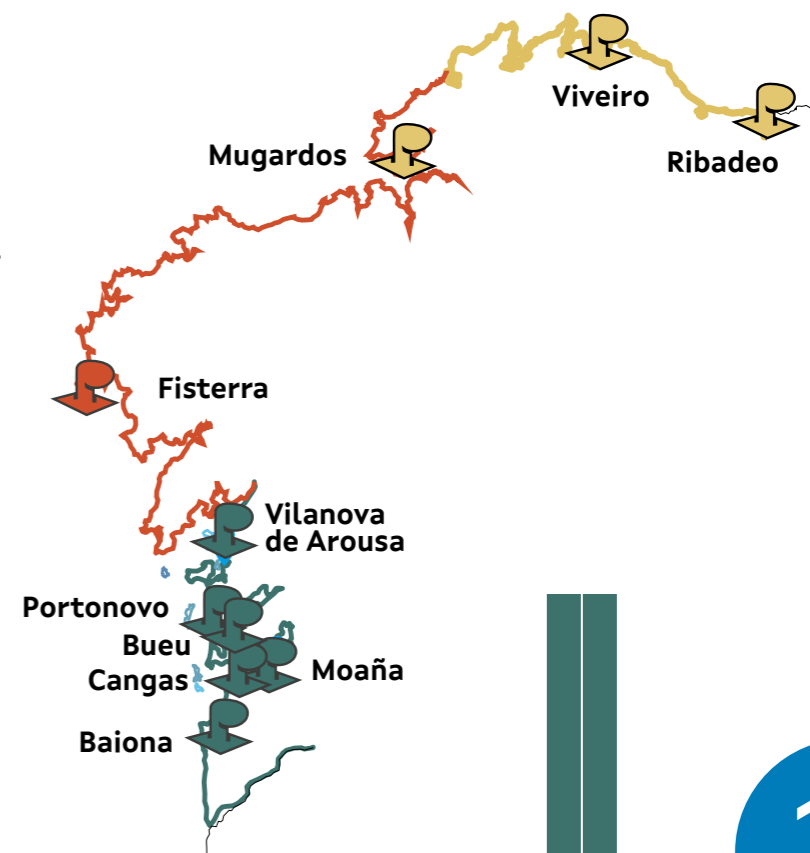 Viveiro
Mugardos
Ribadeo
Fisterra
Vilanova
de Arousa
Portonovo
Bueu
Cangas
Moaña
Baiona